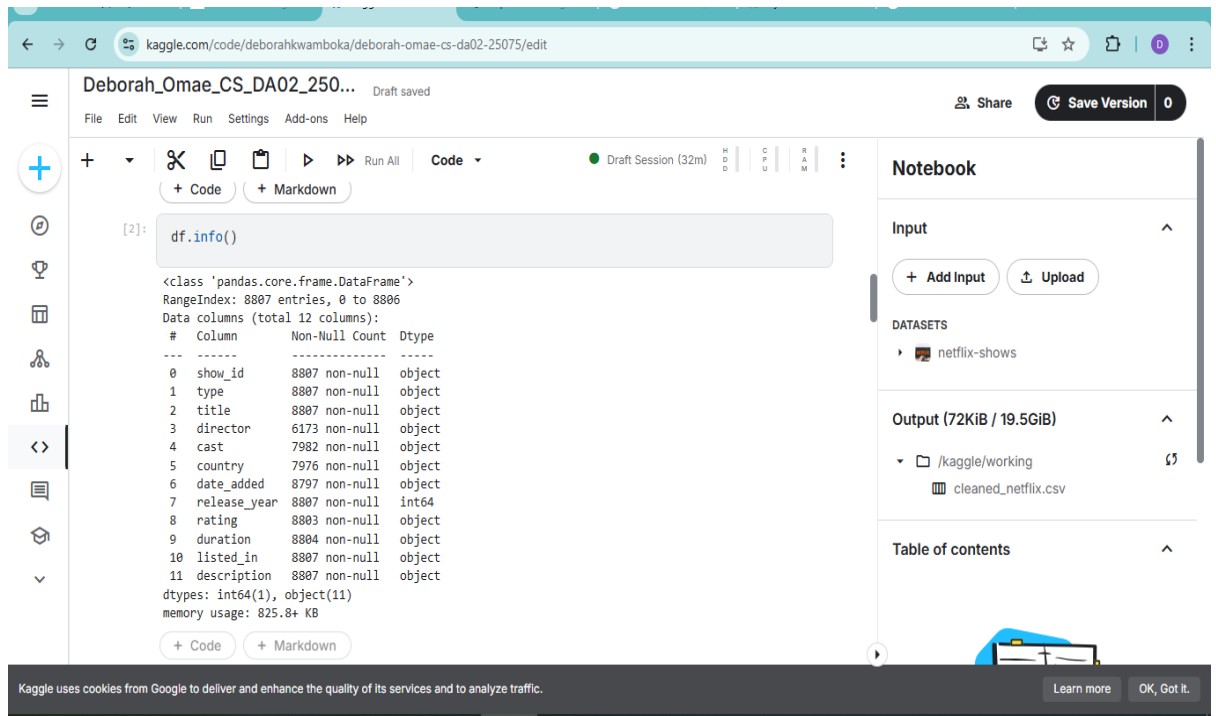 kaggle.com/code/deborahkwamboka/deborah-omae-cs-da02-25075/edit
D
Deborah_Omae_CS_DA02_250... Draft saved
File Edit View Run Settings Add-ons Help
Share
Save Version 0
Run All Code
Draft Session (32m)
HDD
CPU
RAM
+ Code + Markdown
[2]:
df.info()
<class 'pandas.core.frame.DataFrame'>
RangeIndex: 8807 entries, 0 to 8806
Data columns (total 12 columns):
# Column Non-Null Count Dtype
--- ------ -------------- -----
0 show_id 8807 non-null object
1 type 8807 non-null object
2 title 8807 non-null object
3 director 6173 non-null object
4 cast 7982 non-null object
5 country 7976 non-null object
6 date_added 8797 non-null object
7 release_year 8807 non-null int64
8 rating 8803 non-null object
9 duration 8804 non-null object
10 listed_in 8807 non-null object
11 description 8807 non-null object
dtypes: int64(1), object(11)
memory usage: 825.8+ KB
+ Code + Markdown
Notebook
Input
+ Add Input Upload
DATASETS
netflix-shows
Output (72KiB / 19.5GiB)
/kaggle/working
cleaned_netflix.csv
Table of contents
Kaggle uses cookies from Google to deliver and enhance the quality of its services and to analyze traffic.
Learn more OK, Got it.